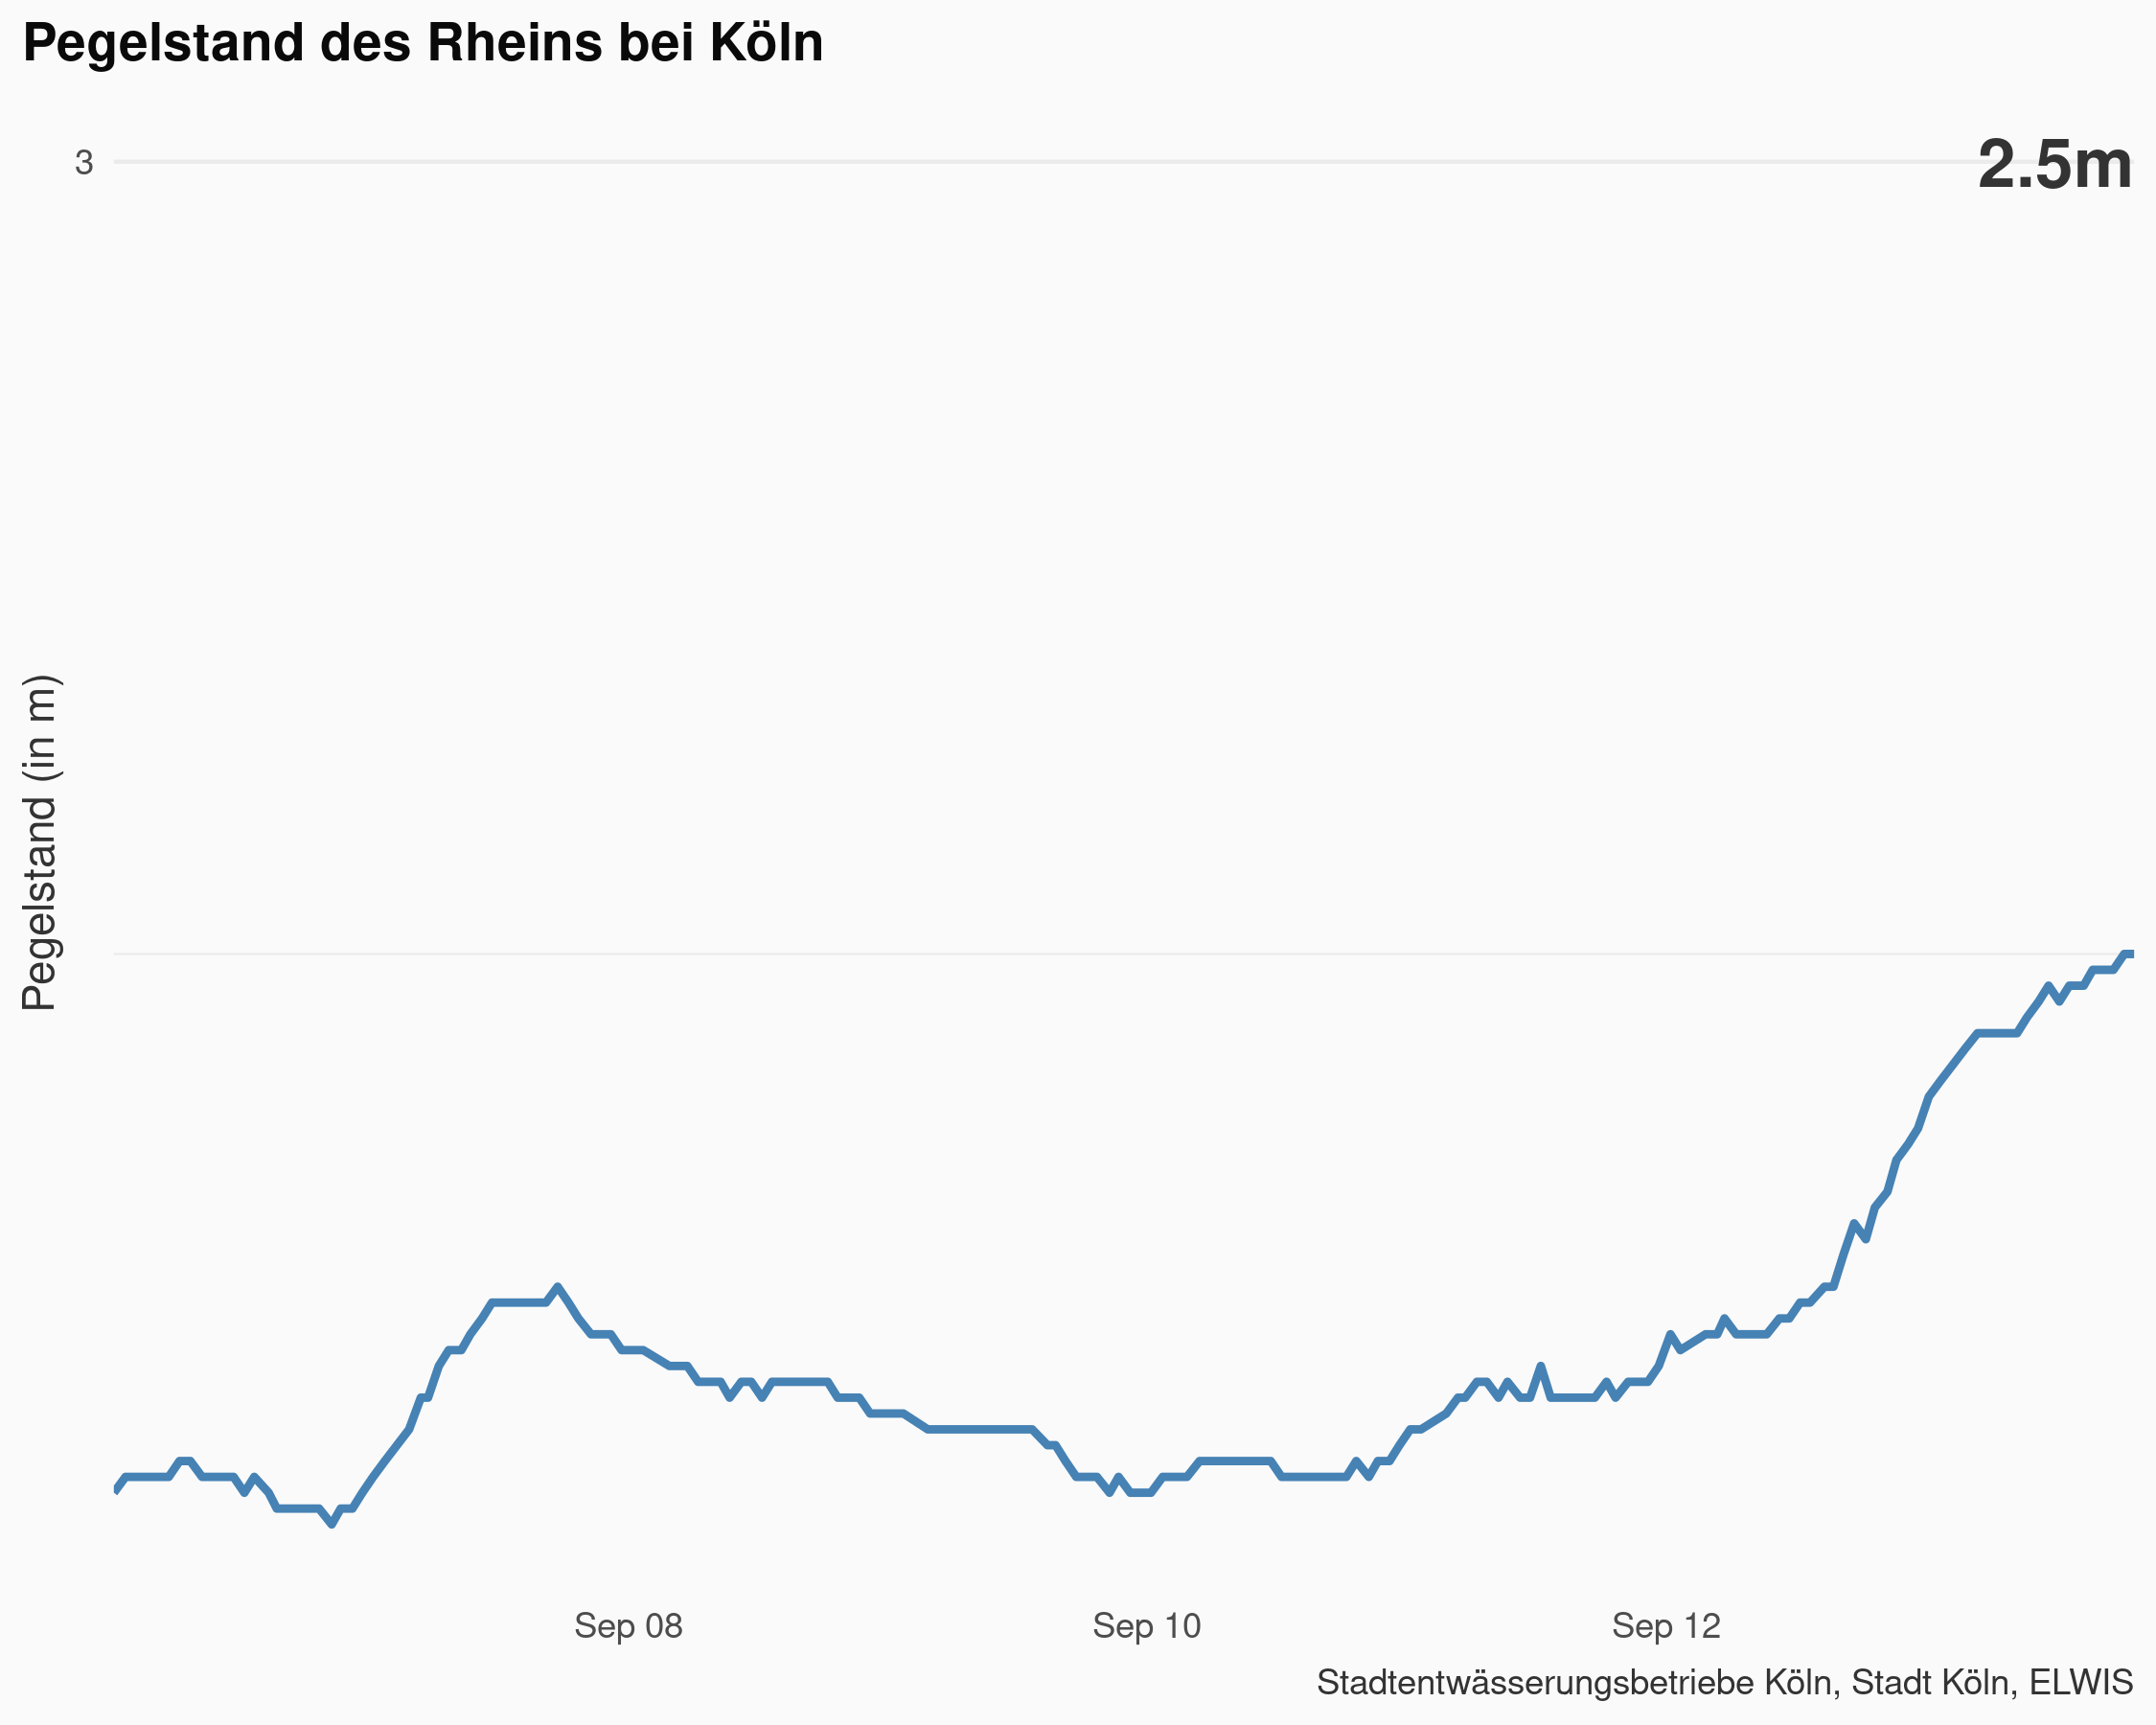 Pegelstand des Rheins bei Köln
3
2.5m
Pegelstand (in m)
Sep 08
Sep 10
Sep 12
Stadtentwässerungsbetriebe Köln, Stadt Köln, ELWIS